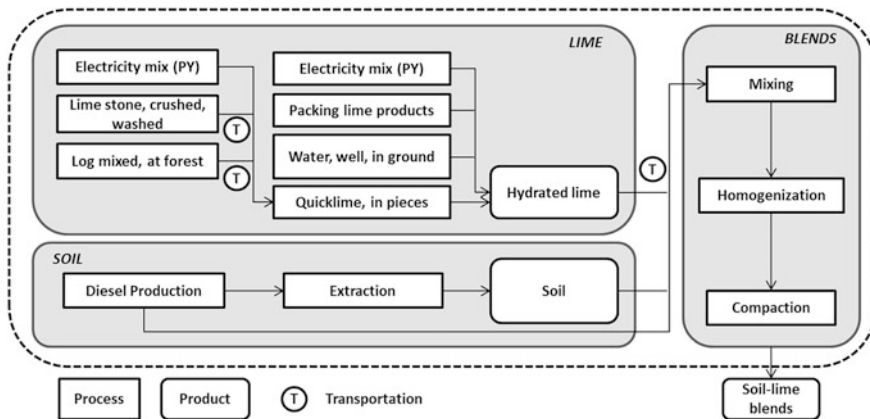 LIME
Electricity mix (PY)
Lime stone, crushed,
washed
T
Log mixed, at forest
T
Electricity mix (PY)
Packing lime products
Water, well, in ground
Quicklime, in pieces
Hydrated lime
T
SOIL
Diesel Production
Extraction
Soil
BLENDS
Mixing
Homogenization
Compaction
Soil-lime
blends
Process
Product
T
Transportation